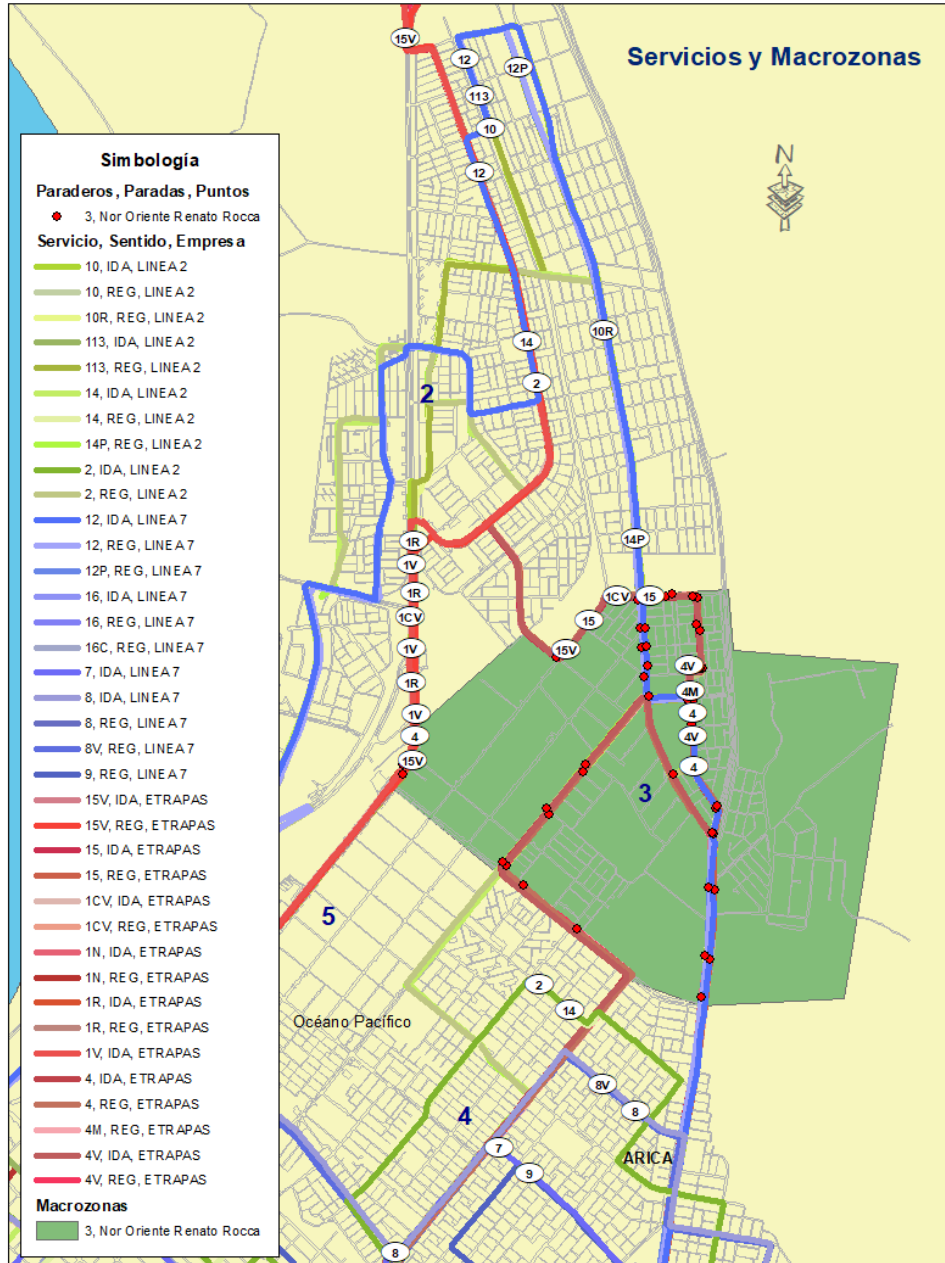 Servicios y Macrozonas
N
Simbología
Paraderos, Paradas, Puntos
3, Nor Oriente Renato Rocca
Servicio, Sentido, Empresa
10, IDA, LINEA 2
10, REG, LINEA 2
10R, REG, LINEA 2
113, IDA, LINEA 2
113, REG, LINEA 2
14, IDA, LINEA 2
14, REG, LINEA 2
14P, REG, LINEA 2
2, IDA, LINEA 2
2, REG, LINEA 2
12, IDA, LINEA 7
12, REG, LINEA 7
12P, REG, LINEA 7
16, IDA, LINEA 7
16, REG, LINEA 7
16C, REG, LINEA 7
7, IDA, LINEA 7
8, IDA, LINEA 7
8, REG, LINEA 7
8V, REG, LINEA 7
9, REG, LINEA 7
15V, IDA, ETRAPAS
15V, REG, ETRAPAS
15, IDA, ETRAPAS
15, REG, ETRAPAS
1CV, IDA, ETRAPAS
1CV, REG, ETRAPAS
1N, IDA, ETRAPAS
1N, REG, ETRAPAS
1R, IDA, ETRAPAS
1R, REG, ETRAPAS
1V, IDA, ETRAPAS
4, IDA, ETRAPAS
4, REG, ETRAPAS
4M, REG, ETRAPAS
4V, IDA, ETRAPAS
4V, REG, ETRAPAS
Macrozonas
3, Nor Oriente Renato Rocca
15V
12
12P
113
10
12
10R
14
2
2
14P
1R
1V
1R
1CV
1V
1R
1V
4
15V
1CV
15
15
15V
4V
4M
4
4V
4
3
5
2
14
Océano Pacífico
8V
8
4
7
9
ARICA
8